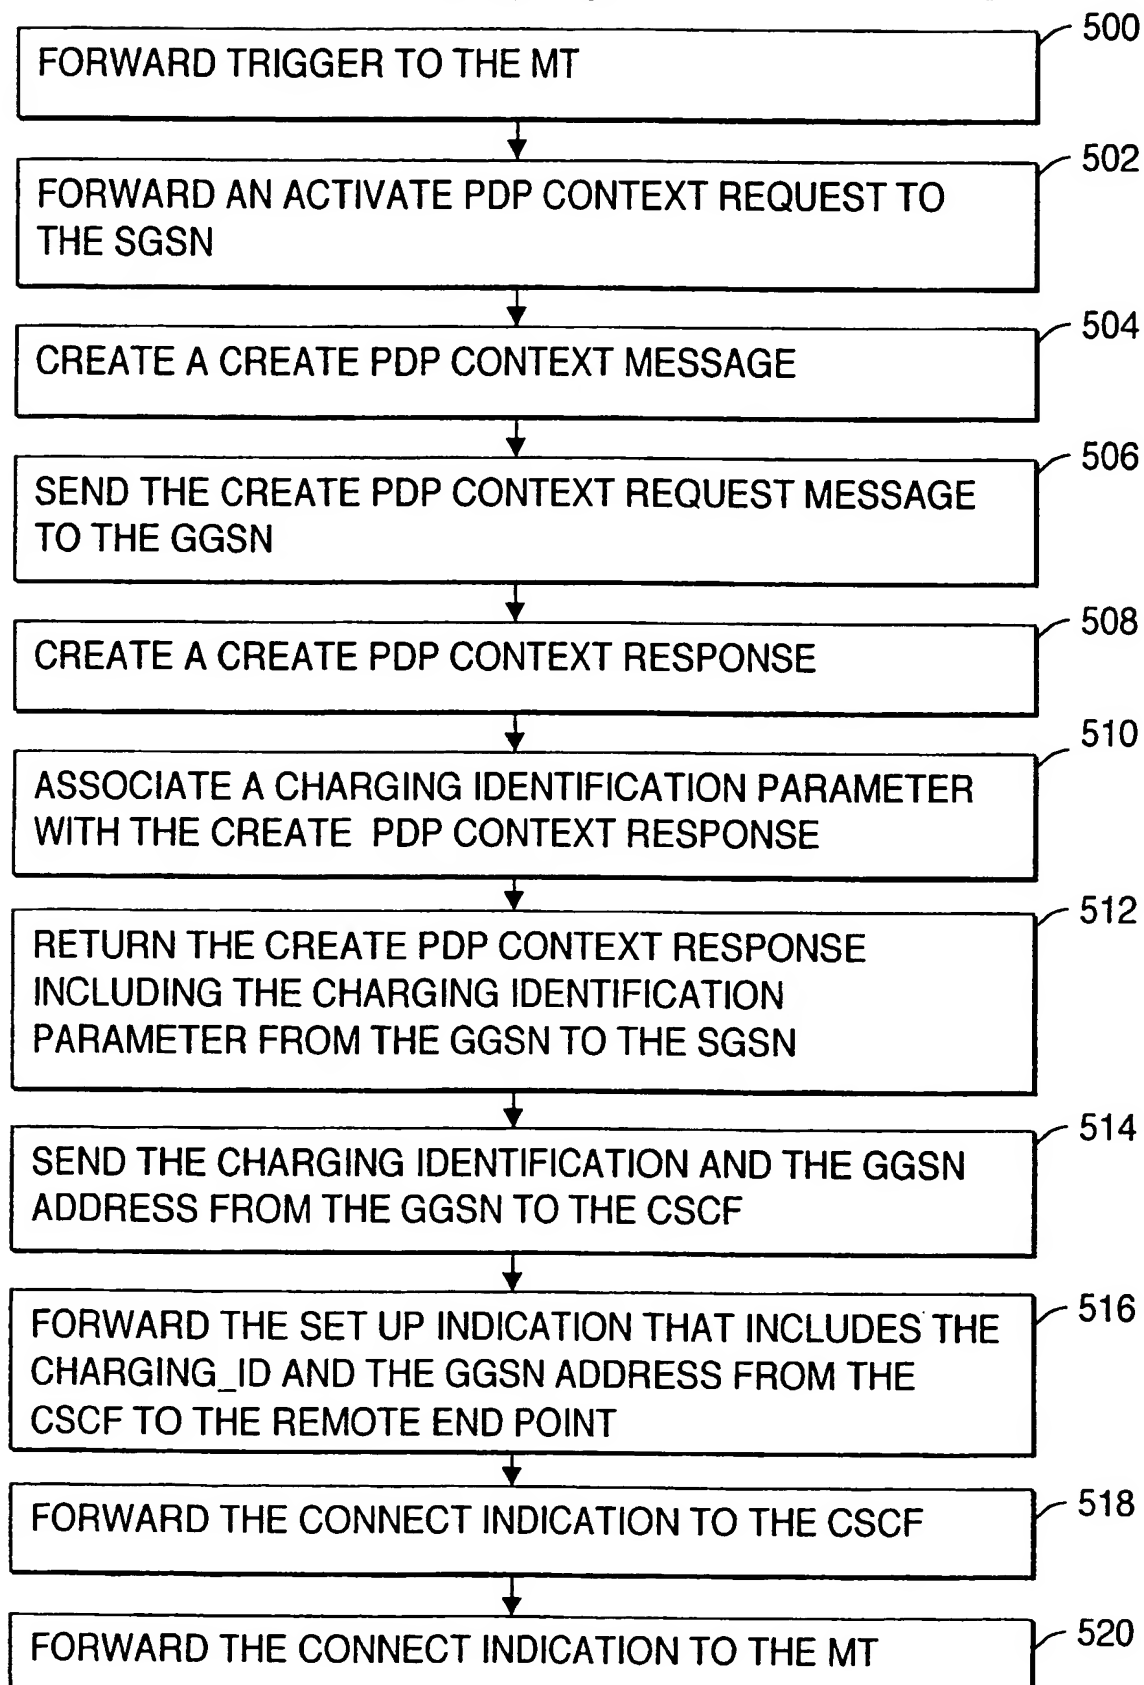 500
FORWARD TRIGGER TO THE MT
502
FORWARD AN ACTIVATE PDP CONTEXT REQUEST TO
THE SGSN
504
CREATE A CREATE PDP CONTEXT MESSAGE
506
SEND THE CREATE PDP CONTEXT REQUEST MESSAGE
TO THE GGSN
508
CREATE A CREATE PDP CONTEXT RESPONSE
510
ASSOCIATE A CHARGING IDENTIFICATION PARAMETER
WITH THE CREATE PDP CONTEXT RESPONSE
512
RETURN THE CREATE PDP CONTEXT RESPONSE
INCLUDING THE CHARGING IDENTIFICATION
PARAMETER FROM THE GGSN TO THE SGSN
514
SEND THE CHARGING IDENTIFICATION AND THE GGSN
ADDRESS FROM THE GGSN TO THE CSCF
516
FORWARD THE SET UP INDICATION THAT INCLUDES THE
CHARGING_ID AND THE GGSN ADDRESS FROM THE
CSCF TO THE REMOTE END POINT
518
FORWARD THE CONNECT INDICATION TO THE CSCF
520
FORWARD THE CONNECT INDICATION TO THE MT